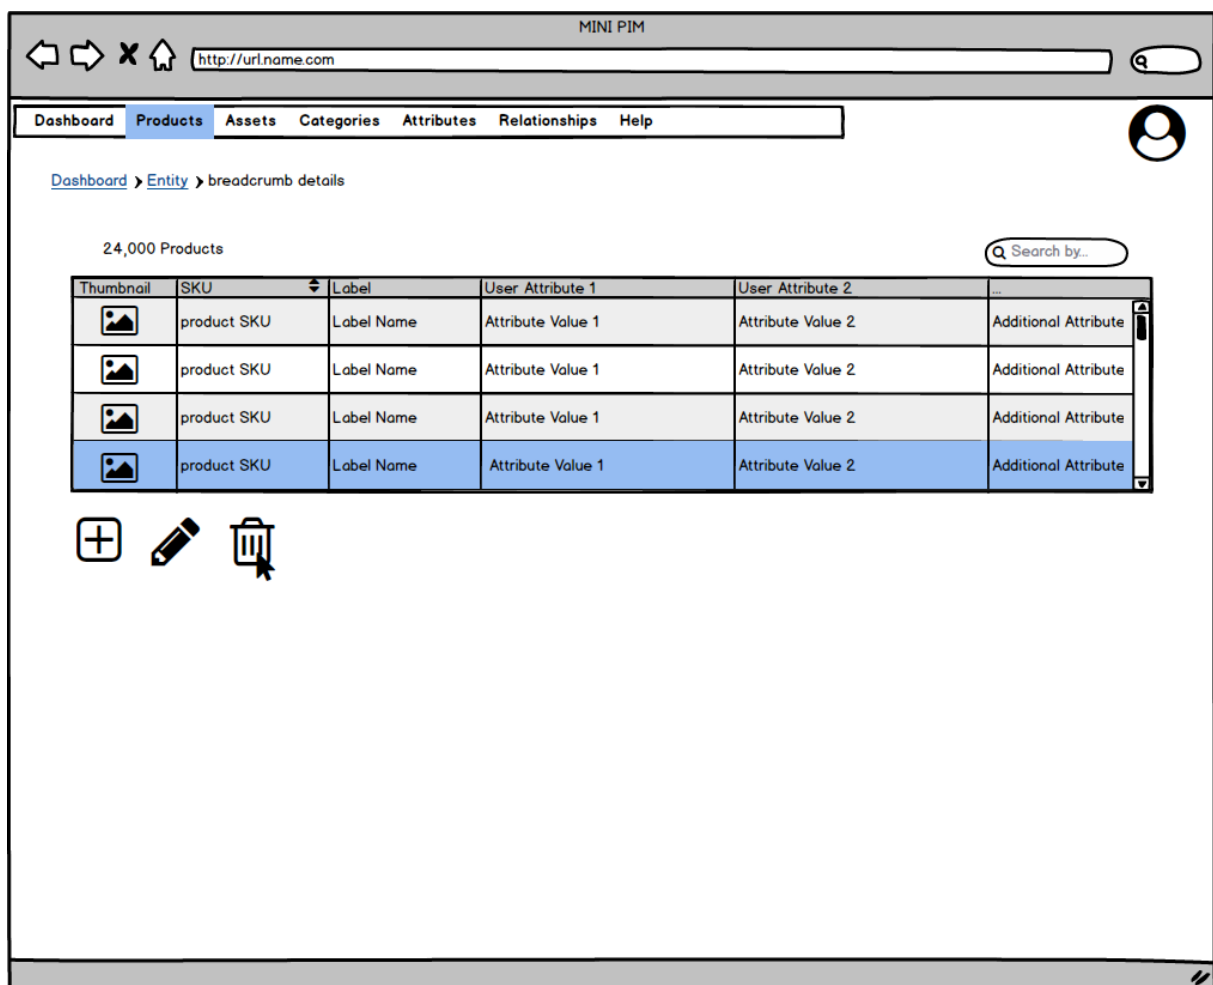 MINI PIM
http://url.name.com
Dashboard Products Assets Categories Attributes Relationships Help
Dashboard Entity breadcrumb details
24,000 Products
Search by...
Thumbnail SKU Label User Attribute 1 User Attribute 2 ...
product SKU Label Name Attribute Value 1 Attribute Value 2 Additional Attribute
product SKU Label Name Attribute Value 1 Attribute Value 2 Additional Attribute
product SKU Label Name Attribute Value 1 Attribute Value 2 Additional Attribute
product SKU Label Name Attribute Value 1 Attribute Value 2 Additional Attribute